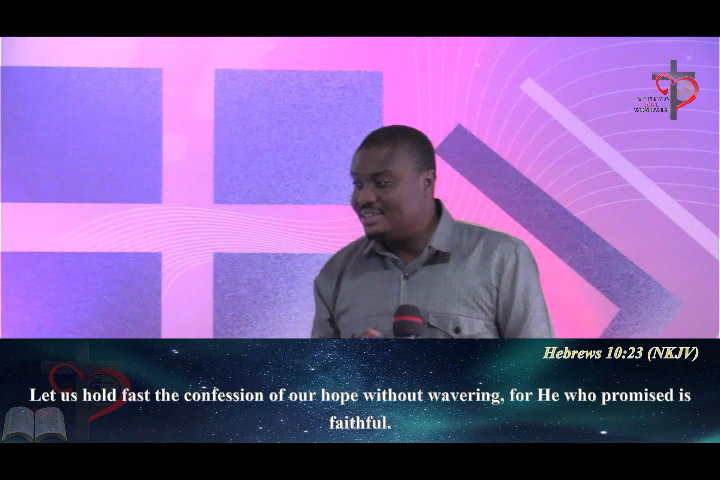 Hebrews 10:23 (NKJV)
Let us hold fast the confession of our hope without wavering, for He who promised is
faithful.